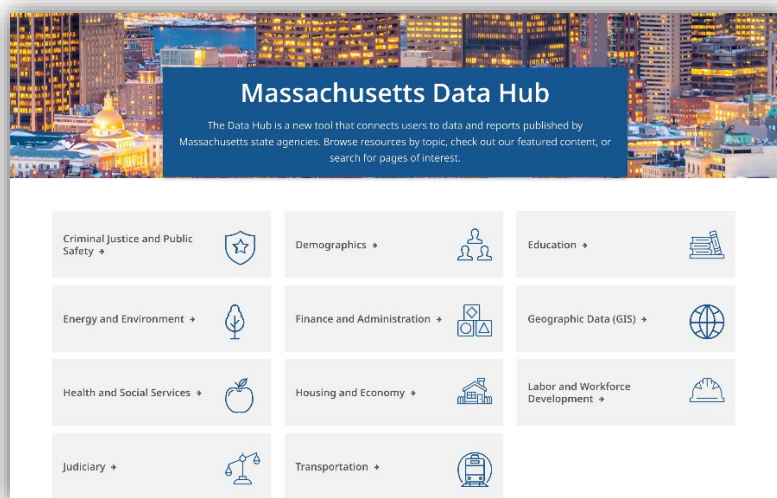 Massachusetts Data Hub
The Data Hub is a new tool that connects users to data and reports published by
Massachusetts state agencies. Browse resources by topic, check out our featured content, or
search for pages of interest.
Criminal Justice and Public
Safety →
Demographics →
Education →
Energy and Environment →
Finance and Administration →
Geographic Data (GIS) →
Health and Social Services →
Housing and Economy →
Labor and Workforce
Development →
Judiciary →
Transportation →